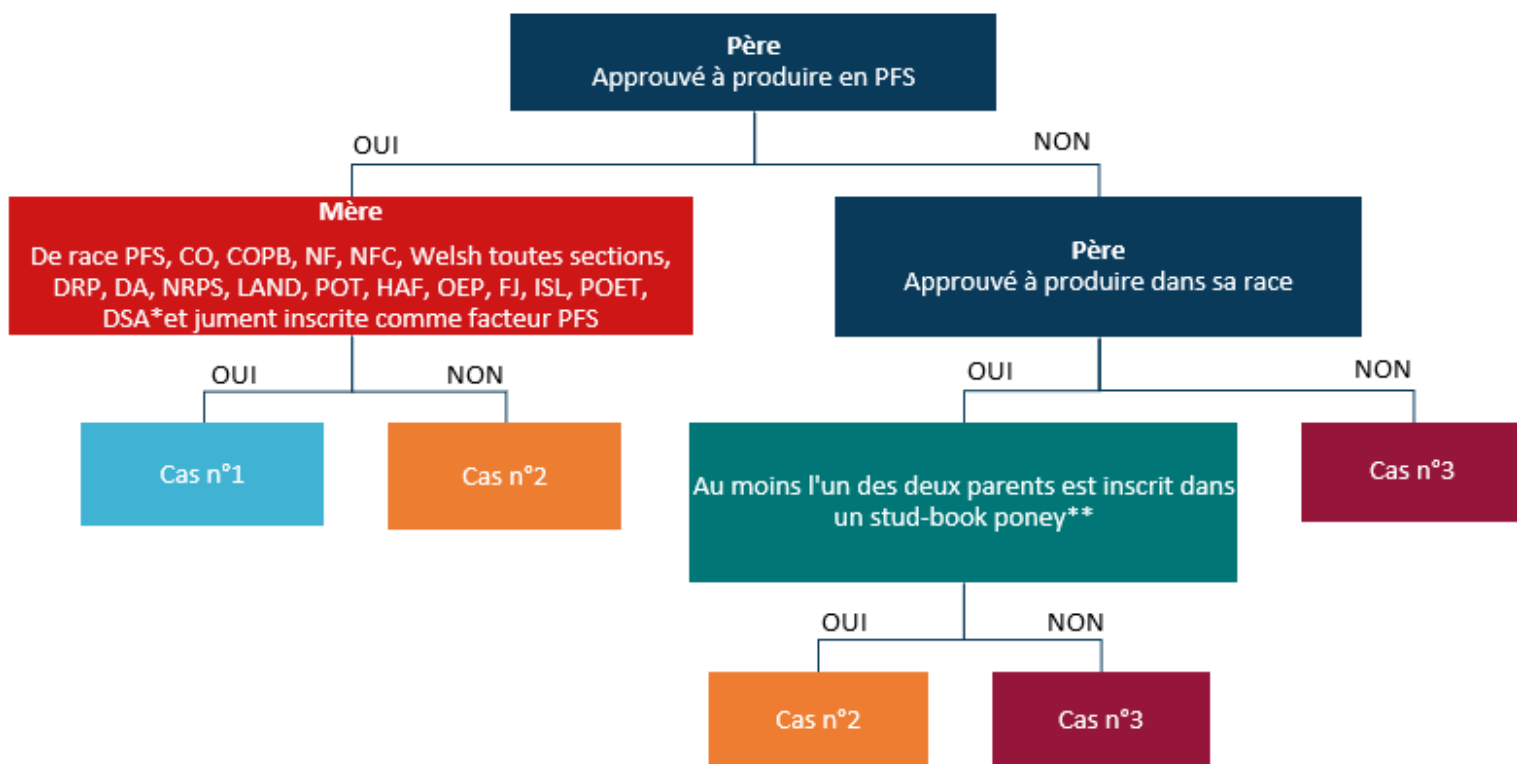 Père
Approuvé à produire en PFS
OUI
NON
Mère
De race PFS, CO, COPB, NF, NFC, Welsh toutes sections,
DRP, DA, NRPS, LAND, POT, HAF, OEP, FJ, ISL, POET,
DSA*et jument inscrite comme facteur PFS
Père
Approuvé à produire dans sa race
OUI
NON
OUI
NON
Cas n°1
Cas n°2
Au moins l'un des deux parents est inscrit dans
un stud-book poney**
Cas n°3
OUI
NON
Cas n°2
Cas n°3